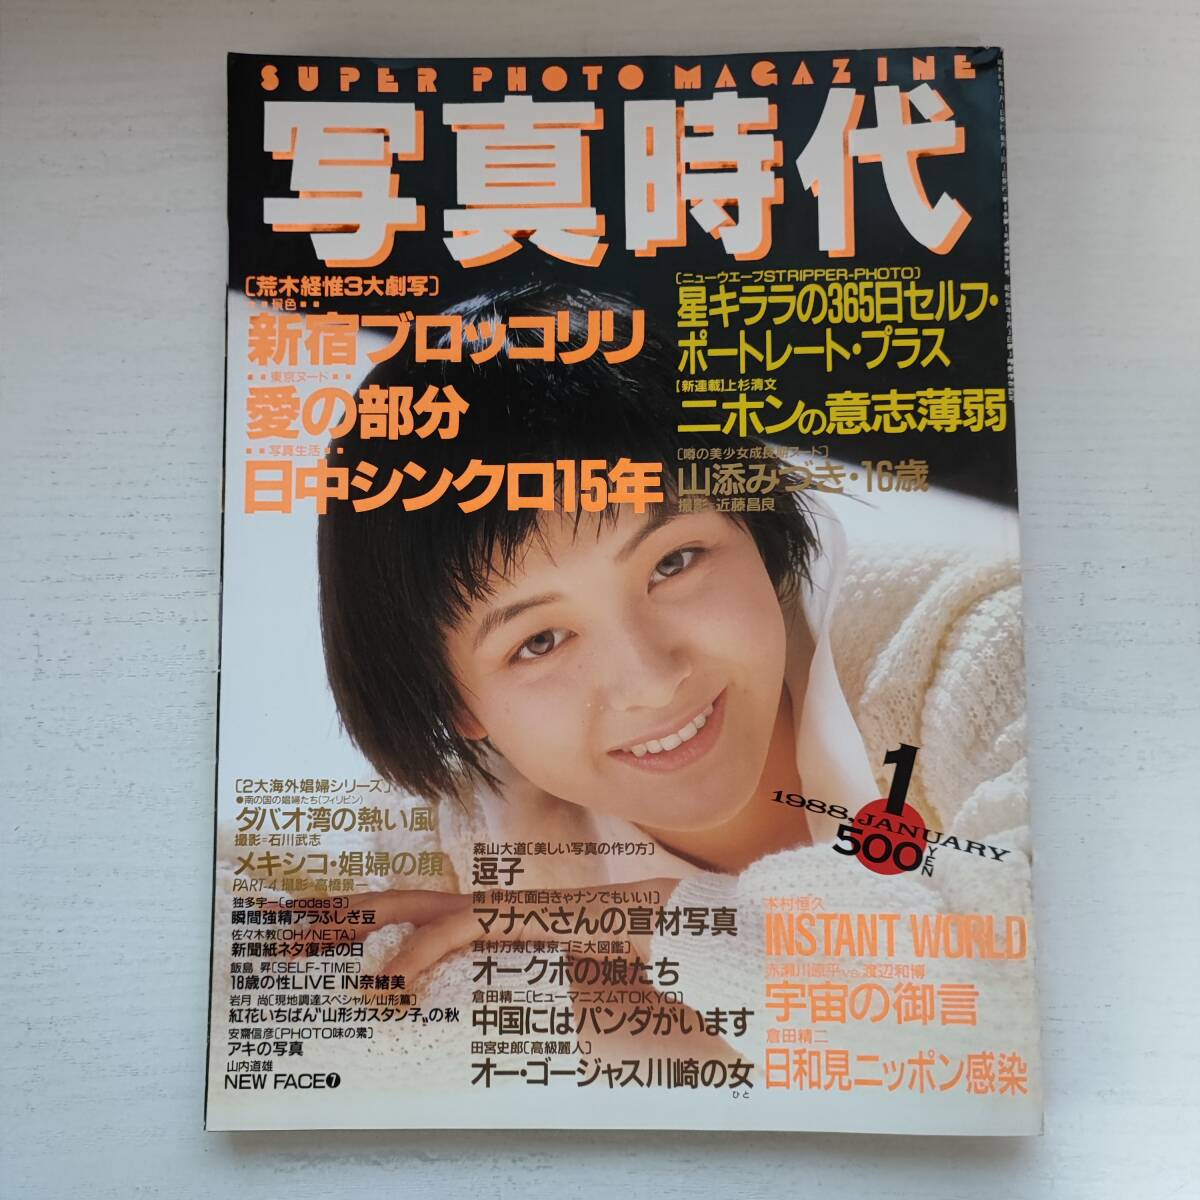 SUPER PHOTO MAGAZINE
写真時代
〔荒木経惟3大劇写〕
新宿ブロッコリリ
東京ヌード
愛の部分
写真生活
日中シンクロ15年
〔ニューウエーブSTRIPPER-PHOTO〕
星キララの365日セルフ・
ポートレート・プラス
【新連載】上杉清文
ニホンの意志薄弱
〔噂の美少女成長期ヌード〕
山添みづき・16歳
撮影=近藤昌良
1
1988.JANUARY
500YEN
〔2大海外娼婦シリーズ〕
●南の国の娼婦たち(フィリピン)
ダバオ湾の熱い風
撮影=石川武志
メキシコ・娼婦の顔
PART-4 撮影=高橋景一
独多宇一〔erodas3〕
瞬間強精アラふしぎ豆
佐々木教〔OH/NETA〕
新聞紙ネタ復活の日
飯島 昇〔SELF-TIME〕
18歳の性LIVE IN奈緒美
岩月 尚〔現地調達スペシャル/山形篇〕
紅花いちばん"山形ガスタン子"の秋
安齋信彦〔PHOTO味の素〕
アキの写真
山内道雄
NEW FACE❼
森山大道〔美しい写真の作り方〕
逗子
南 伸坊〔面白きゃナンでもいい!〕
マナベさんの宣材写真
耳村万寿〔東京ゴミ大図鑑〕
オークボの娘たち
倉田精二〔ヒューマニズムTOKYO〕
中国にはパンダがいます
田宮史郎〔高級麗人〕
オー・ゴージャス川崎の女
ひと
木村恒久
INSTANT WORLD
赤瀬川原平vs.渡辺和博
宇宙の御言
倉田精二
日和見ニッポン感染